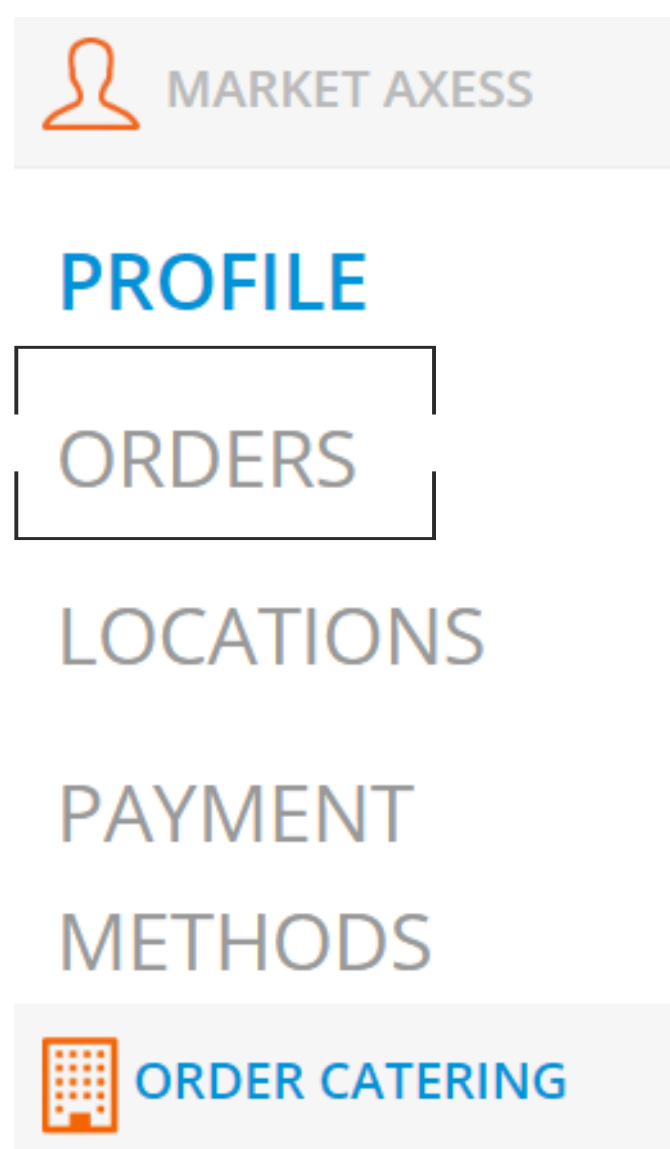 MARKET AXESS
PROFILE
ORDERS
LOCATIONS
PAYMENT
METHODS
ORDER CATERING